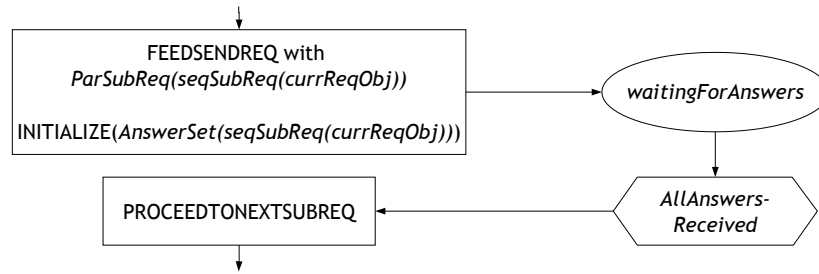 FEEDSENDREQ with
ParSubReq(seqSubReq(currReqObj))
INITIALIZE(AnswerSet(seqSubReq(currReqObj)))
waitingForAnswers
AllAnswers-
Received
PROCEEDTONEXTSUBREQ